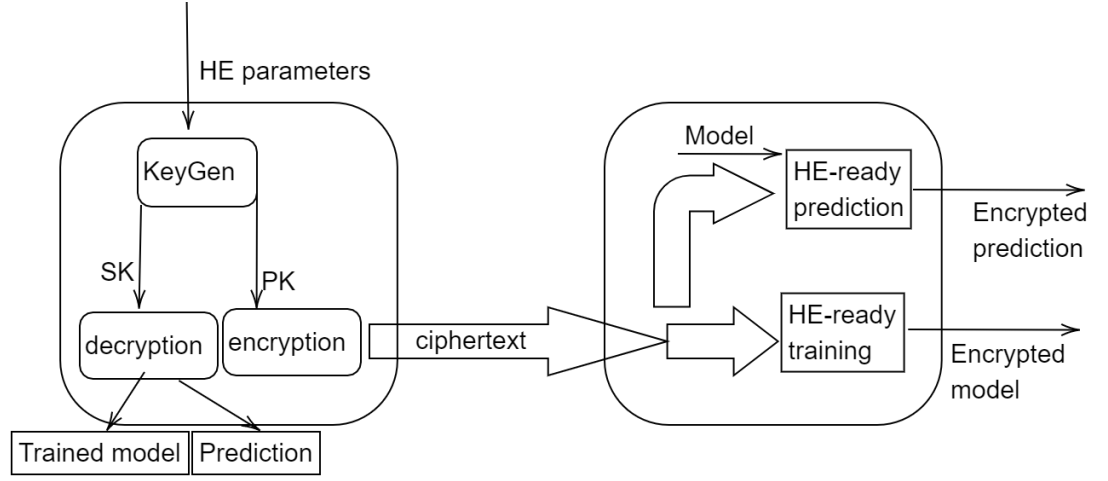 HE parameters
KeyGen
SK
PK
decryption
encryption
Trained model
Prediction
ciphertext
Model
HE-ready
prediction
Encrypted
prediction
HE-ready
training
Encrypted
model